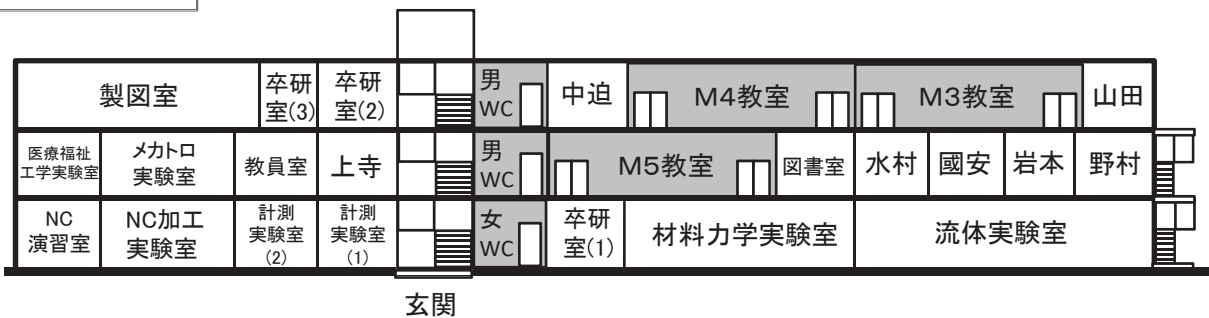 製図室
卒研
室(3)
卒研
室(2)
男
WC
中迫
M4教室
M3教室
山田
医療福祉
工学実験室
メカトロ
実験室
教員室
上寺
男
WC
M5教室
図書室
水村
國安
岩本
野村
NC
演習室
NC加工
実験室
計測
実験室
(2)
計測
実験室
(1)
女
WC
卒研
室(1)
材料力学実験室
流体実験室
玄関